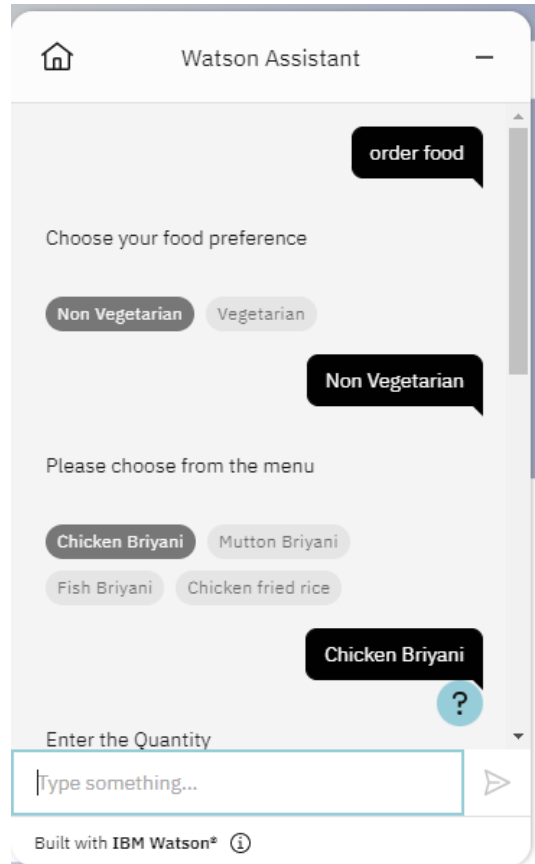 Watson Assistant
order food
Choose your food preference
Non Vegetarian Vegetarian
Non Vegetarian
Please choose from the menu
Chicken Briyani Mutton Briyani
Fish Briyani Chicken fried rice
Chicken Briyani
?
Enter the Quantity
Type something...
Built with IBM Watson®